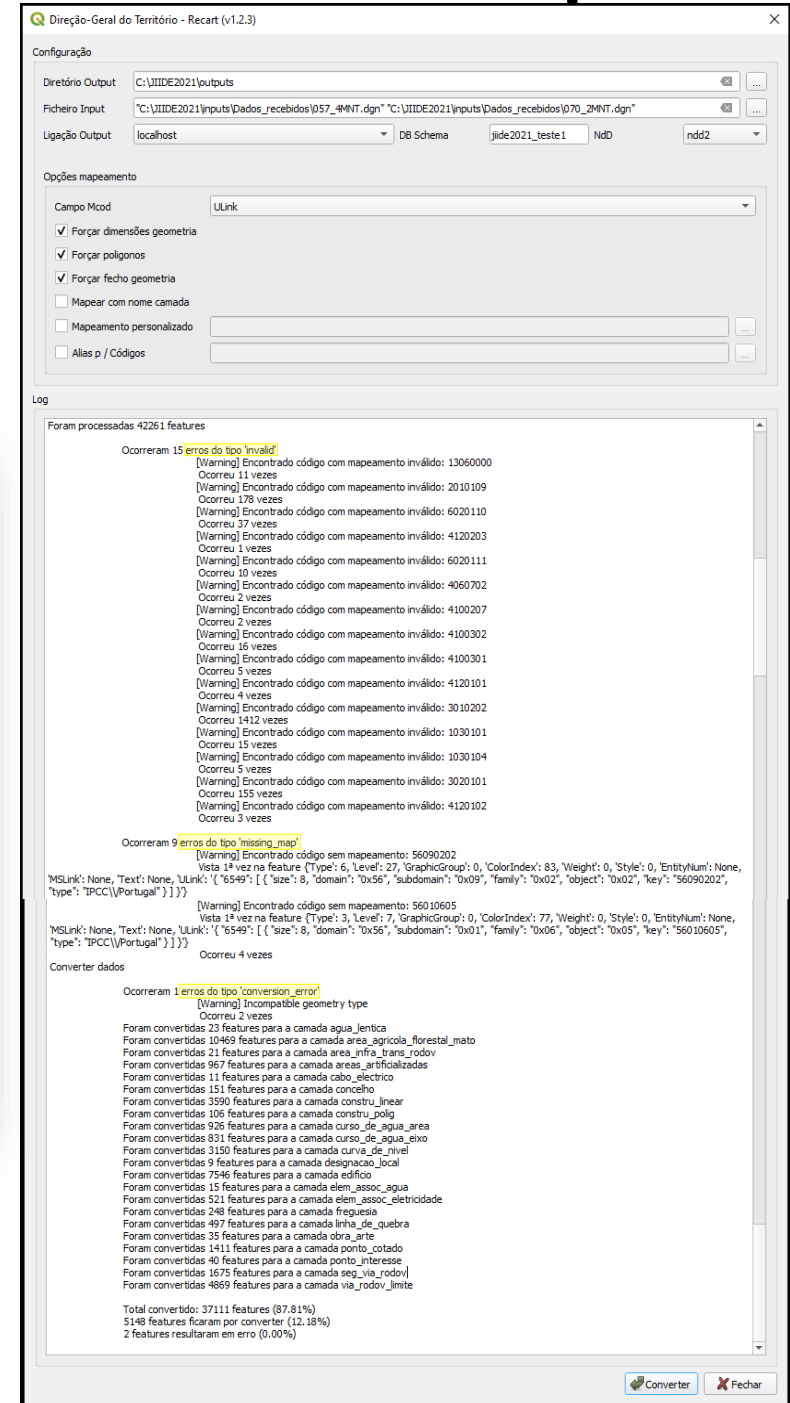 Direção-Geral do Território - Recart (v1.2.3)
Configuração
Diretório Output C:\JIIDE2021\outputs ...
Ficheiro Input "C:\JIIDE2021\inputs\Dados_recebidos\057_4MNT.dgn" "C:\JIIDE2021\inputs\Dados_recebidos\070_2MNT.dgn" ...
Ligação Output localhost DB Schema jiide2021_teste1 NdD ndd2
Opções mapeamento
Campo Mcod ULink
Forçar dimensões geometria
Forçar poligonos
Forçar fecho geometria
Mapear com nome camada
Mapeamento personalizado ...
Alias p / Códigos ...
Log
Foram processadas 42261 features
Ocorreram 15 erros do tipo 'invalid'
[Warning] Encontrado código com mapeamento inválido: 13060000
Ocorreu 11 vezes
[Warning] Encontrado código com mapeamento inválido: 2010109
Ocorreu 178 vezes
[Warning] Encontrado código com mapeamento inválido: 6020110
Ocorreu 37 vezes
[Warning] Encontrado código com mapeamento inválido: 4120203
Ocorreu 1 vezes
[Warning] Encontrado código com mapeamento inválido: 6020111
Ocorreu 10 vezes
[Warning] Encontrado código com mapeamento inválido: 4060702
Ocorreu 2 vezes
[Warning] Encontrado código com mapeamento inválido: 4100207
Ocorreu 2 vezes
[Warning] Encontrado código com mapeamento inválido: 4100302
Ocorreu 16 vezes
[Warning] Encontrado código com mapeamento inválido: 4100301
Ocorreu 5 vezes
[Warning] Encontrado código com mapeamento inválido: 4120101
Ocorreu 4 vezes
[Warning] Encontrado código com mapeamento inválido: 3010202
Ocorreu 1412 vezes
[Warning] Encontrado código com mapeamento inválido: 1030101
Ocorreu 15 vezes
[Warning] Encontrado código com mapeamento inválido: 1030104
Ocorreu 5 vezes
[Warning] Encontrado código com mapeamento inválido: 3020101
Ocorreu 155 vezes
[Warning] Encontrado código com mapeamento inválido: 4120102
Ocorreu 3 vezes
Ocorreram 9 erros do tipo 'missing_map'
[Warning] Encontrado código sem mapeamento: 56090202
Vista 1ª vez na feature {'Type': 6, 'Level': 27, 'GraphicGroup': 0, 'ColorIndex': 83, 'Weight': 0, 'Style': 0, 'EntityNum': None,
'MSLink': None, 'Text': None, 'ULink': '{ "6549": [ { "size": 8, "domain": "0x56", "subdomain": "0x09", "family": "0x02", "object": "0x02", "key": "56090202",
"type": "IPCC\\/Portugal" } ] }'}
[Warning] Encontrado código sem mapeamento: 56010605
Vista 1ª vez na feature {'Type': 3, 'Level': 7, 'GraphicGroup': 0, 'ColorIndex': 77, 'Weight': 0, 'Style': 0, 'EntityNum': None,
'MSLink': None, 'Text': None, 'ULink': '{ "6549": [ { "size": 8, "domain": "0x56", "subdomain": "0x01", "family": "0x06", "object": "0x05", "key": "56010605",
"type": "IPCC\\/Portugal" } ] }'}
Ocorreu 4 vezes
Converter dados
Ocorreram 1 erros do tipo 'conversion_error'
[Warning] Incompatible geometry type
Ocorreu 2 vezes
Foram convertidas 23 features para a camada agua_lentica
Foram convertidas 10469 features para a camada area_agricola_florestal_mato
Foram convertidas 21 features para a camada area_infra_trans_rodov
Foram convertidas 967 features para a camada areas_artificializadas
Foram convertidas 11 features para a camada cabo_electrico
Foram convertidas 151 features para a camada concelho
Foram convertidas 3590 features para a camada constru_linear
Foram convertidas 106 features para a camada constru_polig
Foram convertidas 926 features para a camada curso_de_agua_area
Foram convertidas 831 features para a camada curso_de_agua_eixo
Foram convertidas 3150 features para a camada curva_de_nivel
Foram convertidas 9 features para a camada designacao_local
Foram convertidas 7546 features para a camada edificio
Foram convertidas 15 features para a camada elem_assoc_agua
Foram convertidas 521 features para a camada elem_assoc_eletricidade
Foram convertidas 248 features para a camada freguesia
Foram convertidas 497 features para a camada linha_de_quebra
Foram convertidas 35 features para a camada obra_arte
Foram convertidas 1411 features para a camada ponto_cotado
Foram convertidas 40 features para a camada ponto_interesse
Foram convertidas 1675 features para a camada seg_via_rodov
Foram convertidas 4869 features para a camada via_rodov_limite
Total convertido: 37111 features (87.81%)
5148 features ficaram por converter (12.18%)
2 features resultaram em erro (0.00%)
Converter Fechar